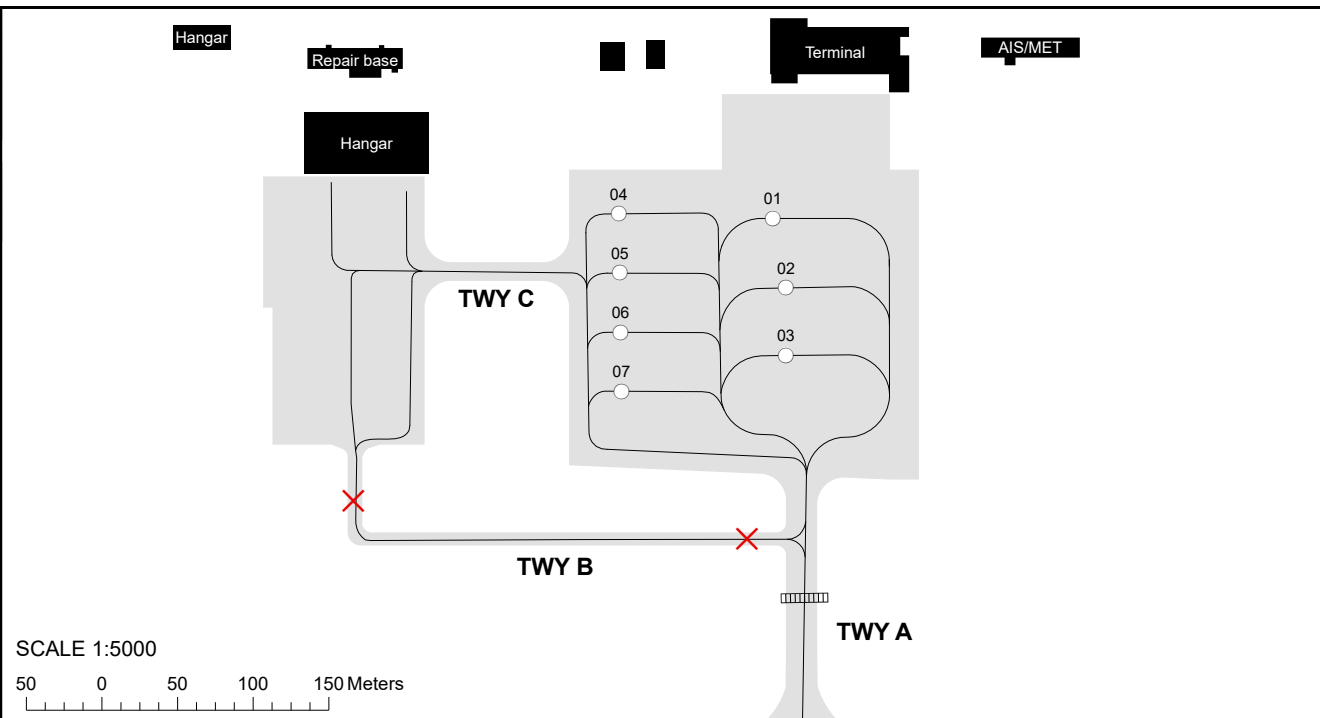 Hangar
Repair base
Terminal
AIS/MET
Hangar
04
01
05
02
TWY C
06
03
07
TWY B
TWY A
SCALE 1:5000
50 0 50 100 150 Meters